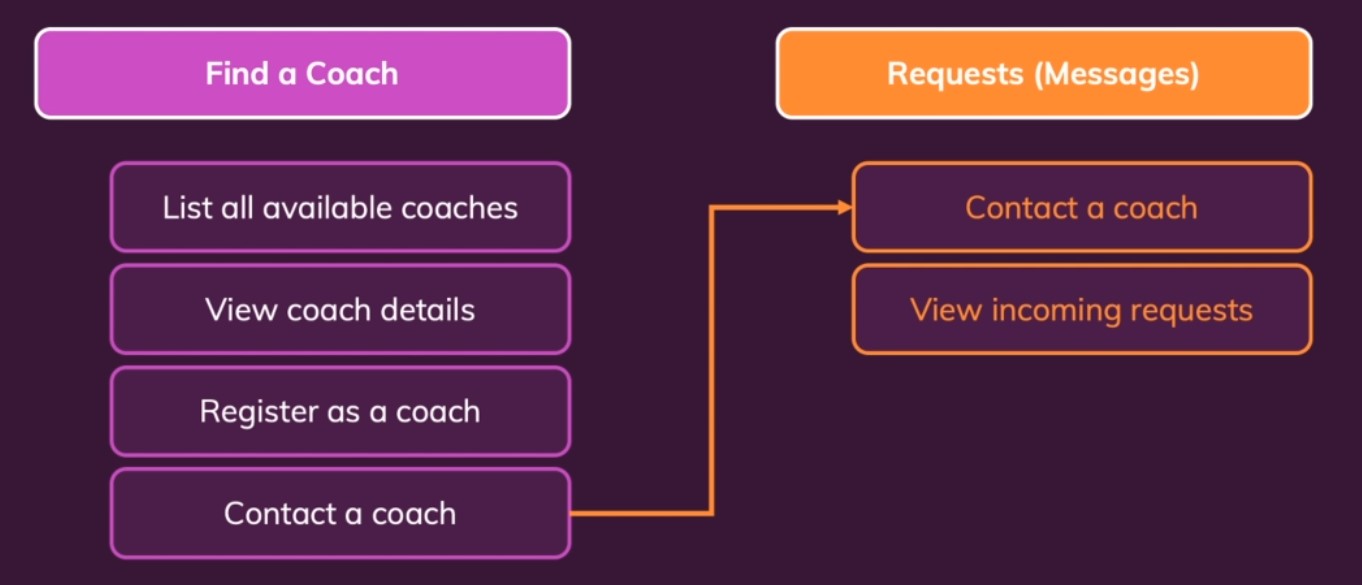 Find a Coach
List all available coaches
View coach details
Register as a coach
Contact a coach
Requests (Messages)
Contact a coach
View incoming requests